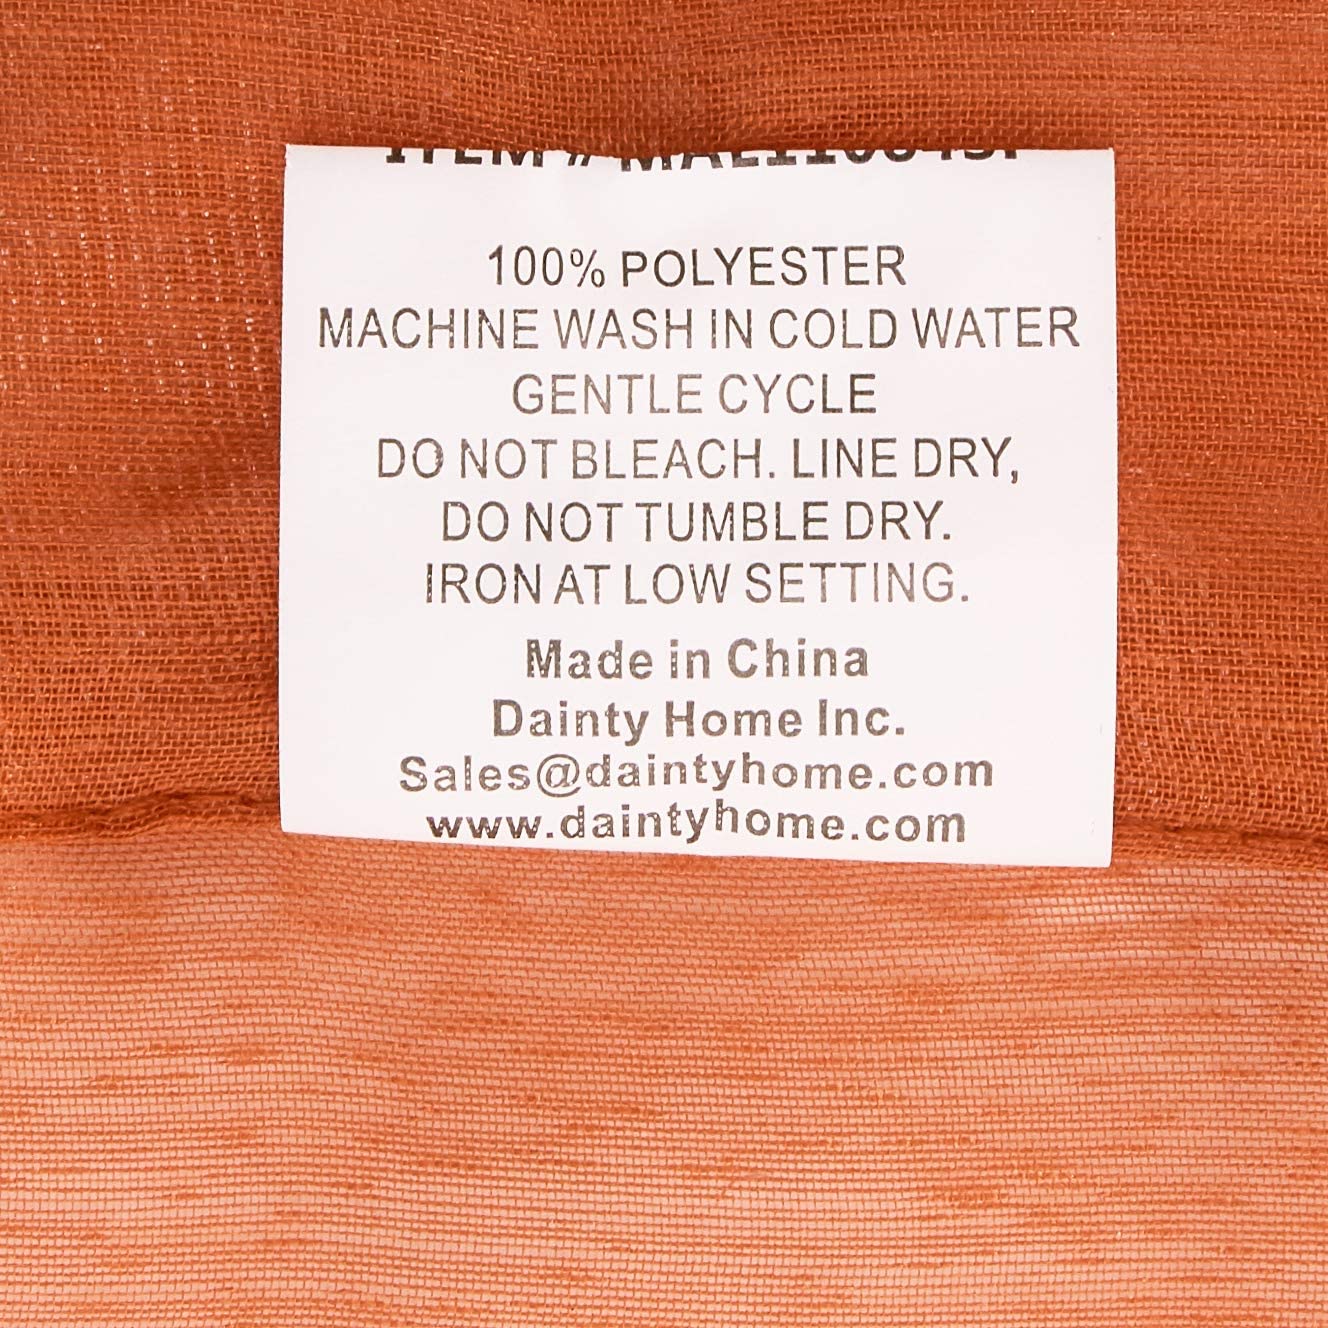 ITEM #
100% POLYESTER
MACHINE WASH IN COLD WATER
GENTLE CYCLE
DO NOT BLEACH. LINE DRY,
DO NOT TUMBLE DRY.
IRON AT LOW SETTING.
Made in China
Dainty Home Inc.
Sales@daintyhome.com
www.daintyhome.com